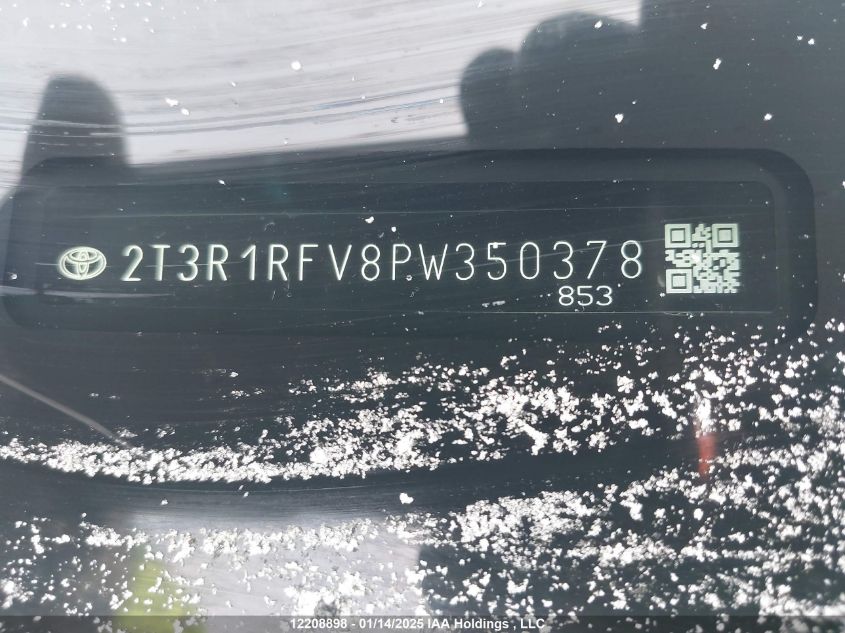 2T3R1RFV8PW350378
853
12208898 - 01/14/2025 IAA Holdings , LLC